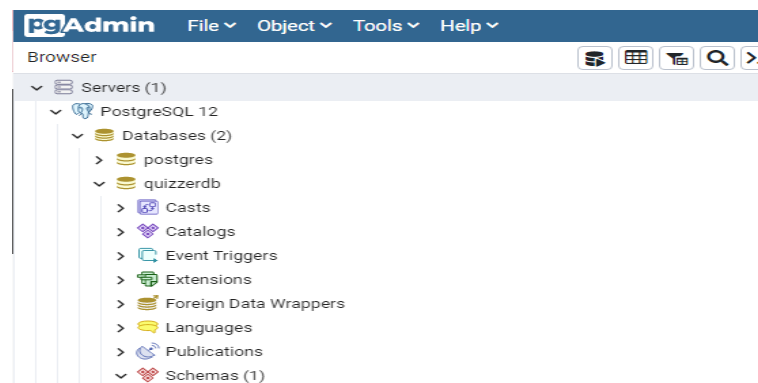 pgAdmin File Object Tools Help
Browser
Servers (1)
PostgreSQL 12
Databases (2)
postgres
quizzerdb
Casts
Catalogs
Event Triggers
Extensions
Foreign Data Wrappers
Languages
Publications
Schemas (1)